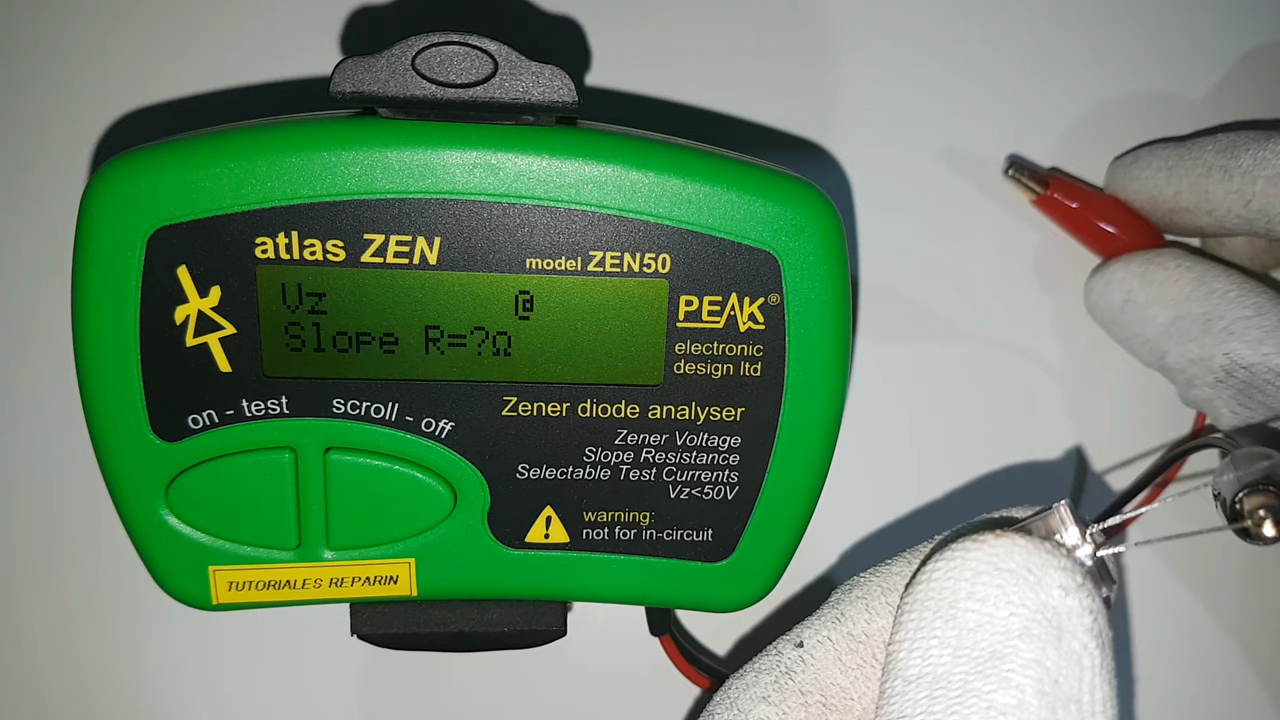 atlas ZEN
model ZEN50
Vz @
Slope R=?Ω
PEAK®
electronic
design ltd
on - test
scroll - off
Zener diode analyser
Zener Voltage
Slope Resistance
Selectable Test Currents
Vz<50V
warning:
not for in-circuit
TUTORIALES REPARIN